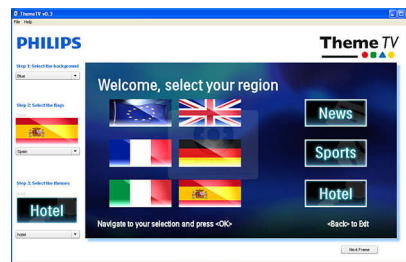 ThemeTV v0.3
File Help
PHILIPS
Theme TV
Step 1: Select the background
Blue
Welcome, select your region
News
Step 2: Select the flags
Spain
Sports
Step 3: Select the themes
Hotel
Hotel
hotel
Navigate to your selection and press <OK>
<Back> to Exit
Next Frame